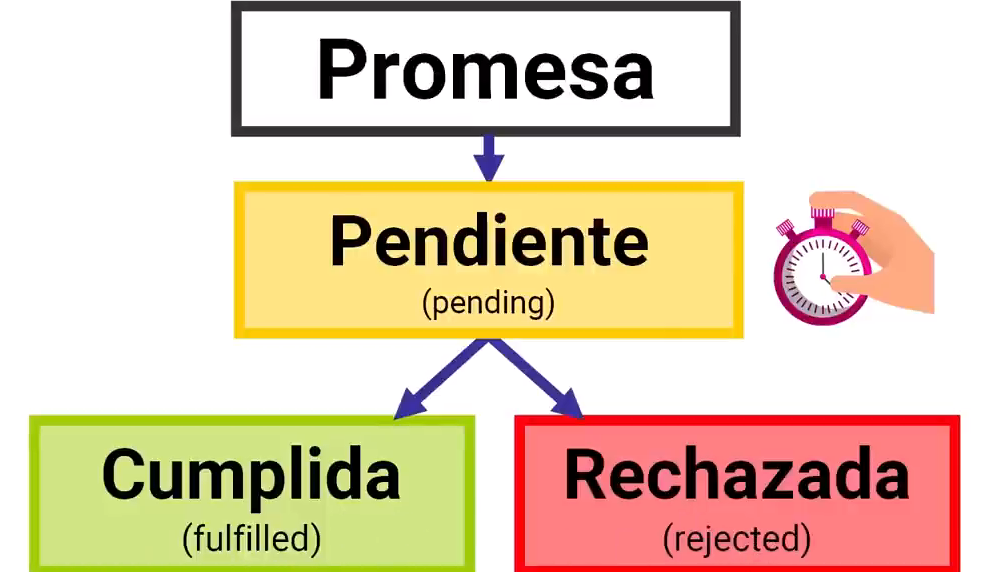 Promesa
Pendiente
(pending)
Cumplida
(fulfilled)
Rechazada
(rejected)